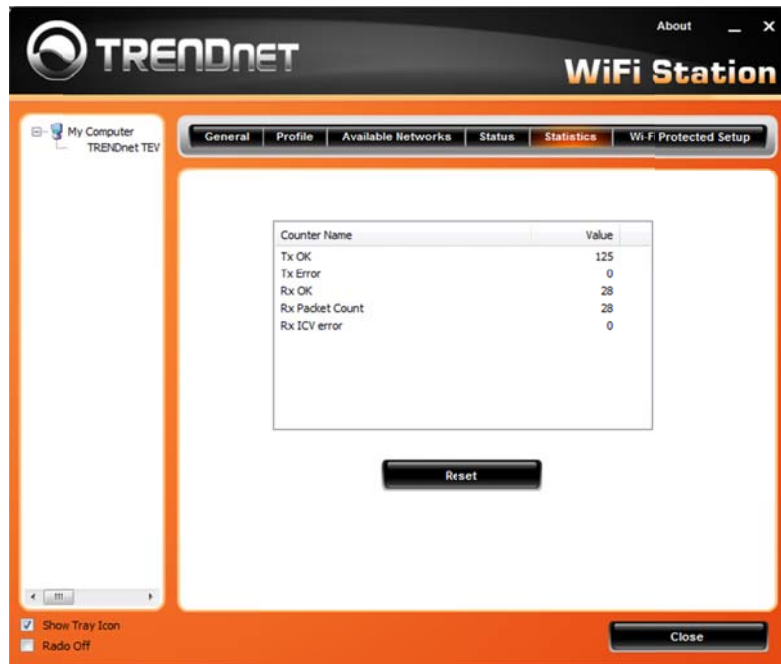 About
TRENDnET
WiFi Station
My Computer
TRENDnet TEV
General Profile Available Networks Status Statistics Wi-Fi Protected Setup
Counter Name Value
Tx OK 125
Tx Error 0
Rx OK 28
Rx Packet Count 28
Rx ICV error 0
Reset
Show Tray Icon
Rado Off
Close